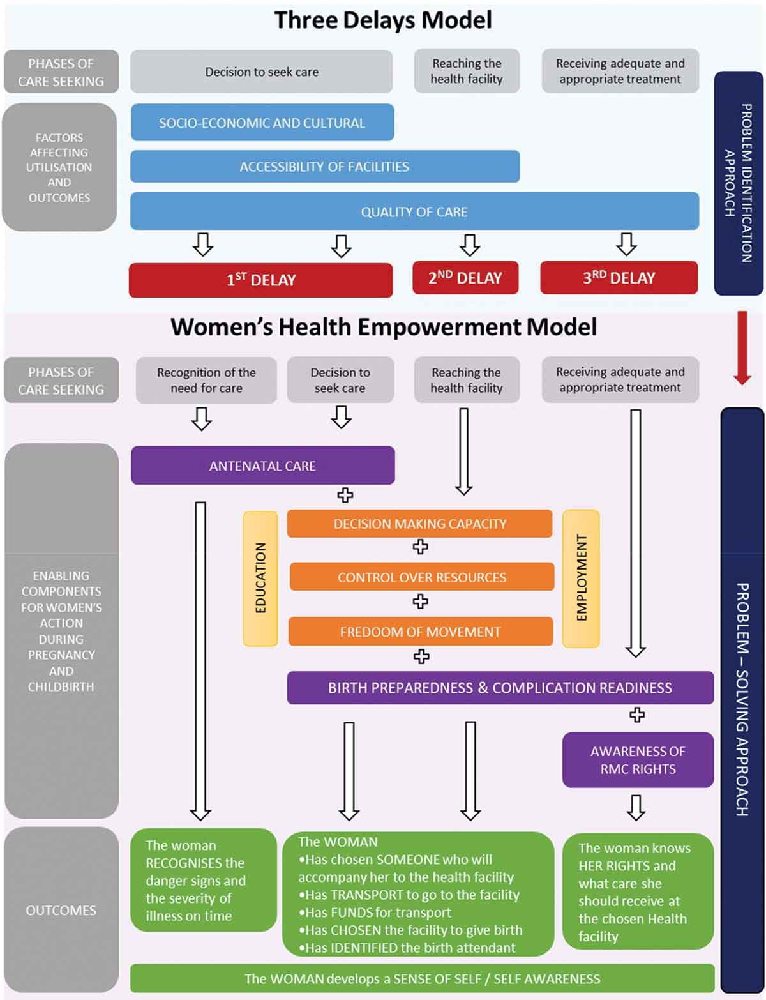 Three Delays Model
PHASES OF
CARE SEEKING
Decision to seek care
Reaching the
health facility
Receiving adequate and
appropriate treatment
FACTORS
AFFECTING
UTILISATION
AND
OUTCOMES
SOCIO-ECONOMIC AND CULTURAL
ACCESSIBILITY OF FACILITIES
QUALITY OF CARE
1ST DELAY
2ND DELAY
3RD DELAY
PROBLEM IDENTIFICATION
APPROACH
Women's Health Empowerment Model
PHASES OF
CARE SEEKING
Recognition of the
need for care
Decision to
seek care
Reaching the
health facility
Receiving adequate and
appropriate treatment
ENABLING
COMPONENTS
FOR WOMEN'S
ACTION
DURING
PREGNANCY
AND
CHILDBIRTH
ANTENATAL CARE
EDUCATION
DECISION MAKING CAPACITY
CONTROL OVER RESOURCES
FREDOOM OF MOVEMENT
EMPLOYMENT
BIRTH PREPAREDNESS & COMPLICATION READINESS
AWARENESS OF
RMC RIGHTS
PROBLEM – SOLVING APPROACH
OUTCOMES
The woman
RECOGNISES the
danger signs and
the severity of
illness on time
The WOMAN
•Has chosen SOMEONE who will
accompany her to the health facility
•Has TRANSPORT to go to the facility
•Has FUNDS for transport
•Has CHOSEN the facility to give birth
•Has IDENTIFIED the birth attendant
The woman knows
HER RIGHTS and
what care she
should receive at
the chosen Health
facility
The WOMAN develops a SENSE OF SELF / SELF AWARENESS